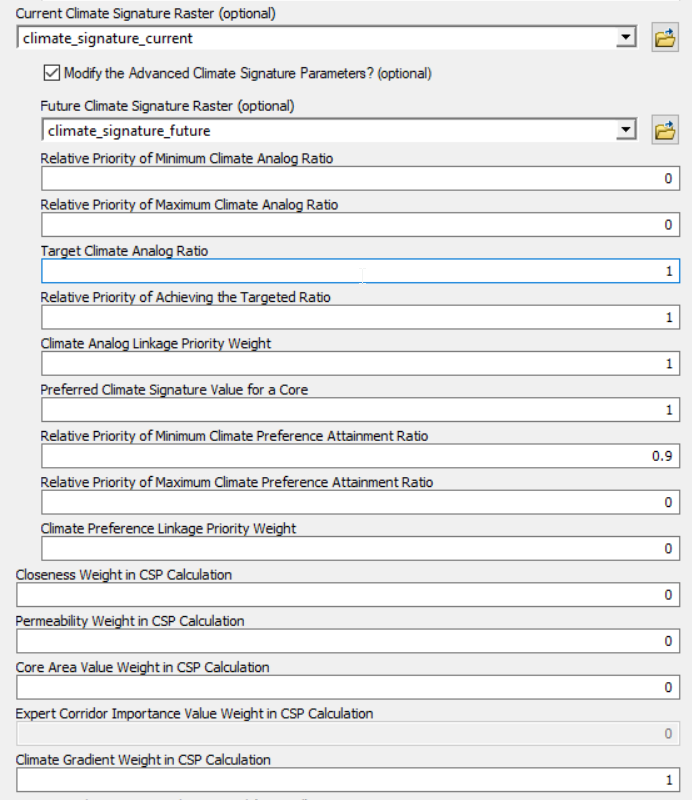 Current Climate Signature Raster (optional)
climate_signature_current
Modify the Advanced Climate Signature Parameters? (optional)
Future Climate Signature Raster (optional)
climate_signature_future
Relative Priority of Minimum Climate Analog Ratio
0
Relative Priority of Maximum Climate Analog Ratio
0
Target Climate Analog Ratio
1
Relative Priority of Achieving the Targeted Ratio
1
Climate Analog Linkage Priority Weight
1
Preferred Climate Signature Value for a Core
1
Relative Priority of Minimum Climate Preference Attainment Ratio
0.9
Relative Priority of Maximum Climate Preference Attainment Ratio
0
Climate Preference Linkage Priority Weight
0
Closeness Weight in CSP Calculation
0
Permeability Weight in CSP Calculation
0
Core Area Value Weight in CSP Calculation
0
Expert Corridor Importance Value Weight in CSP Calculation
0
Climate Gradient Weight in CSP Calculation
1